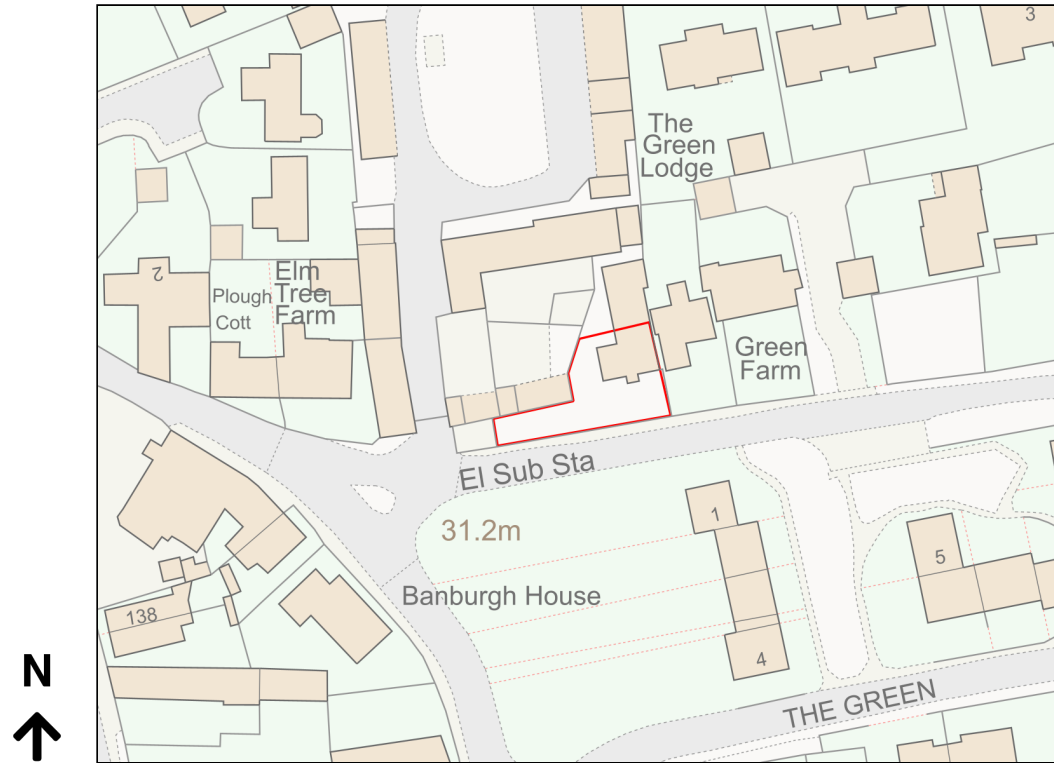 3
The
Green
Lodge
2
Elm
Tree
Farm
Plough
Cott
Green
Farm
El Sub Sta
31.2m
1
5
Banburgh House
138
4
THE GREEN
N